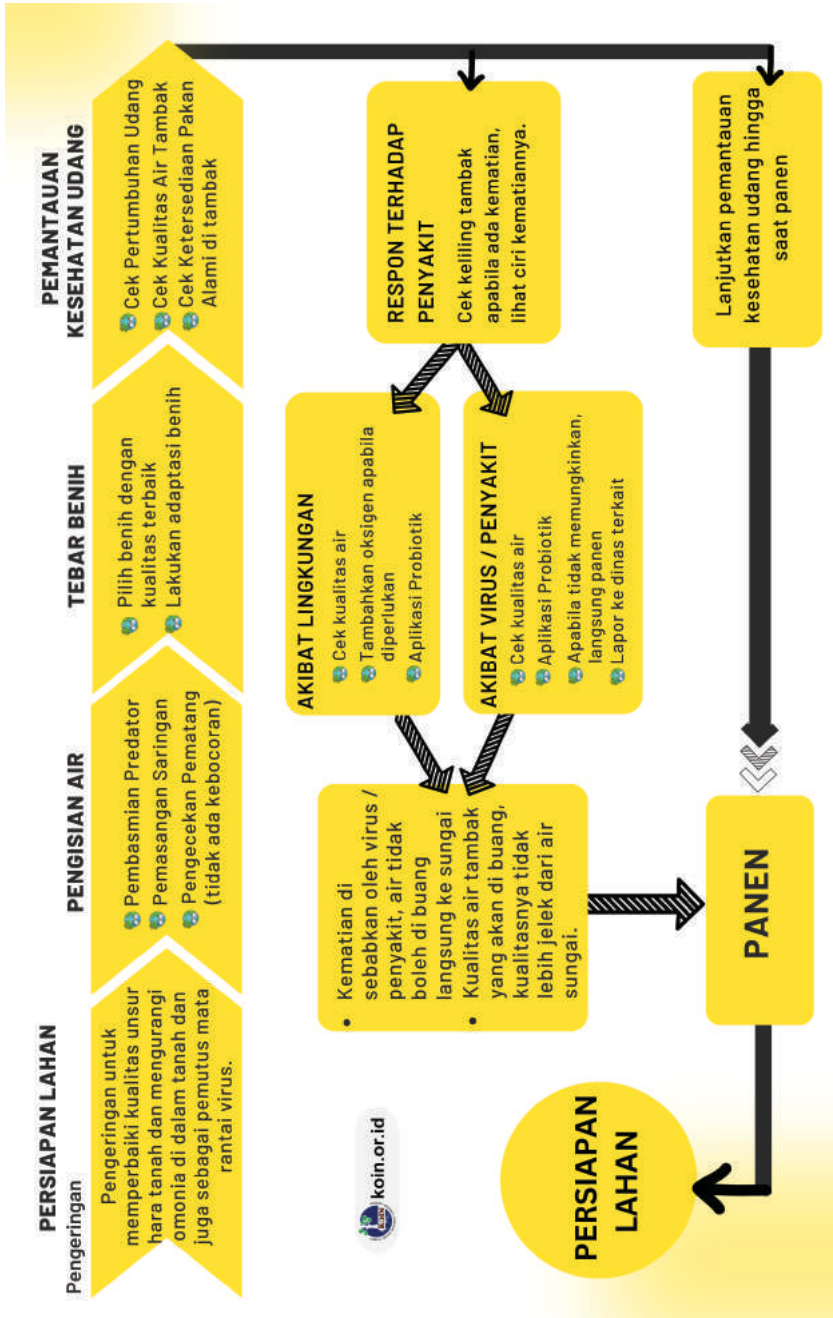 PERSIAPAN LAHAN
Pengeringan
Pengeringan untuk
memperbaiki kualitas unsur
hara tanah dan mengurangi
omonia di dalam tanah dan
juga sebagai pemutus mata
rantai virus.
PENGISIAN AIR
Pembasmian Predator
Pemasangan Saringan
Pengecekan Pematang
(tidak ada kebocoran)
TEBAR BENIH
Pilih benih dengan
kualitas terbaik
Lakukan adaptasi benih
PEMANTAUAN
KESEHATAN UDANG
Cek Pertumbuhan Udang
Cek Kualitas Air Tambak
Cek Ketersediaan Pakan
Alami di tambak
RESPON TERHADAP
PENYAKIT
Cek keliling tambak
apabila ada kematian,
lihat ciri kematiannya.
AKIBAT LINGKUNGAN
Cek kualitas air
Tambahkan oksigen apabila
diperlukan
Aplikasi Probiotik
AKIBAT VIRUS / PENYAKIT
Cek kualitas air
Aplikasi Probiotik
Apabila tidak memungkinkan,
langsung panen
Lapor ke dinas terkait
• Kematian di
sebabkan oleh virus /
penyakit, air tidak
boleh di buang
langsung ke sungai
• Kualitas air tambak
yang akan di buang,
kualitasnya tidak
lebih jelek dari air
sungai.
Lanjutkan pemantauan
kesehatan udang hingga
saat panen
PANEN
PERSIAPAN
LAHAN
KOIN
koin.or.id